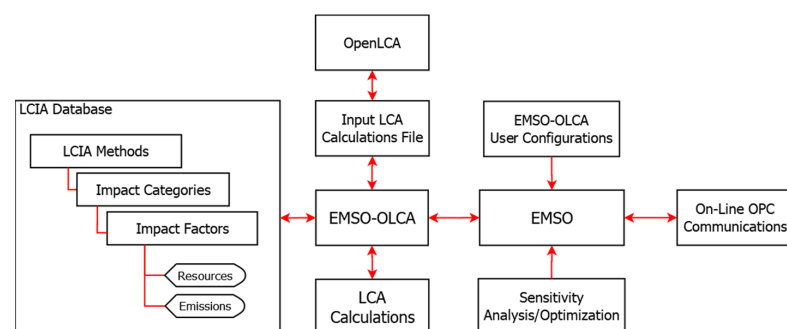 OpenLCA
LCIA Database
Input LCA
Calculations File
EMSO-OLCA
User Configurations
LCIA Methods
Impact Categories
Impact Factors
EMSO-OLCA
EMSO
On-Line OPC
Communications
Resources
Emissions
LCA
Calculations
Sensitivity
Analysis/Optimization